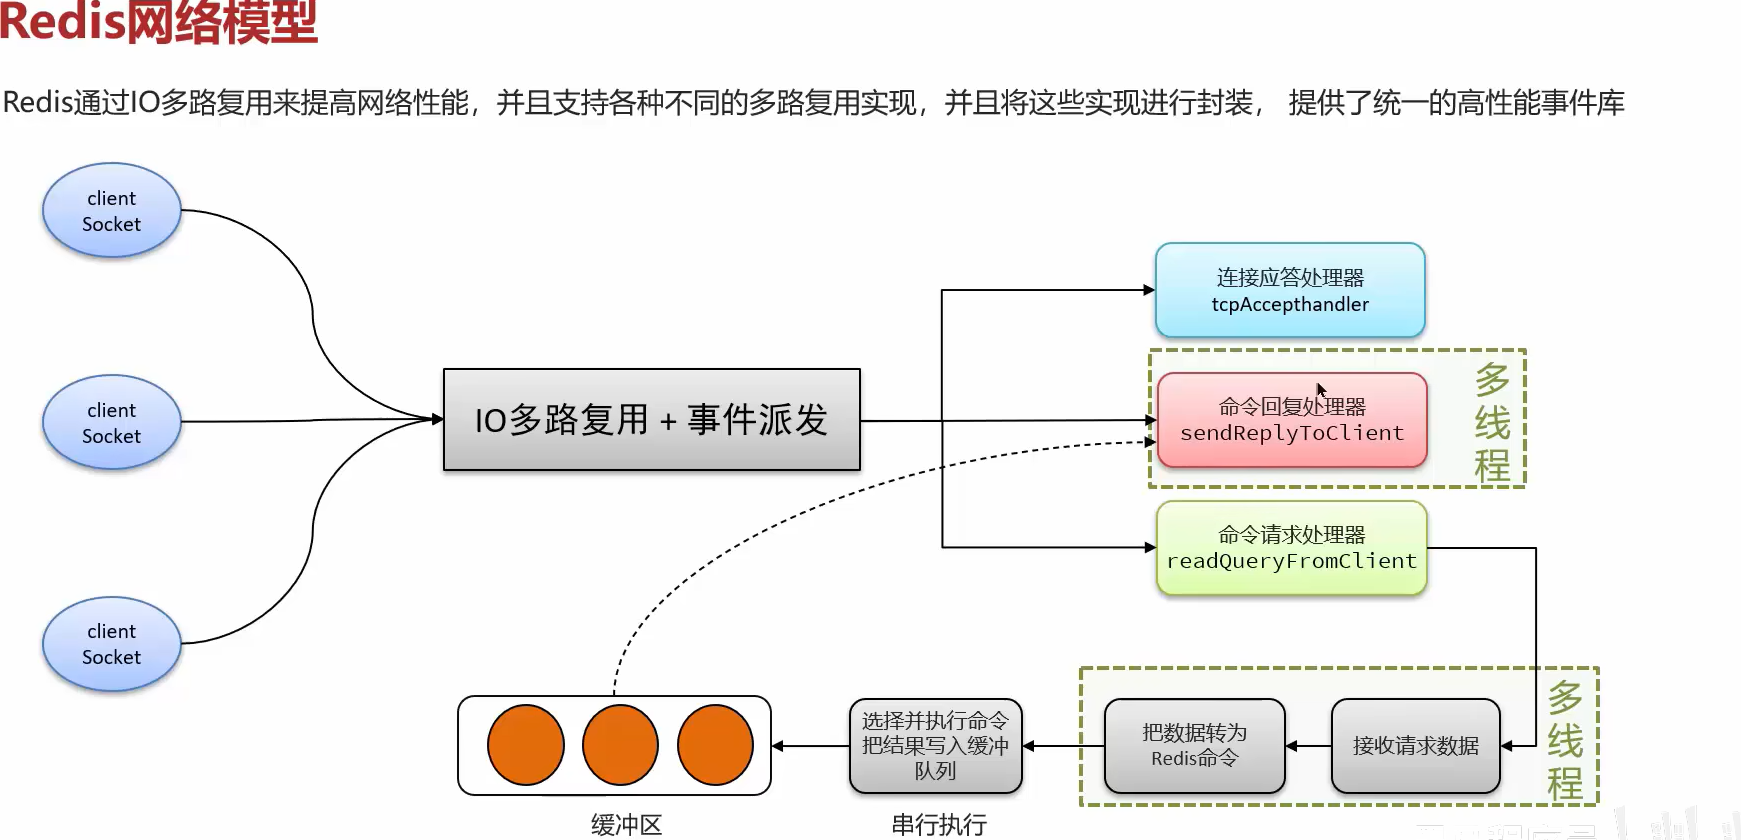 Redis网络模型
Redis通过IO多路复用来提高网络性能，并且支持各种不同的多路复用实现，并且将这些实现进行封装， 提供了统一的高性能事件库
client
Socket
client
Socket
client
Socket
IO多路复用 + 事件派发
连接应答处理器
tcpAccepthandler
命令回复处理器
sendReplyToClient
多
线
程
命令请求处理器
readQueryFromClient
多
线
程
接收请求数据
把数据转为
Redis命令
选择并执行命令
把结果写入缓冲
队列
缓冲区
串行执行